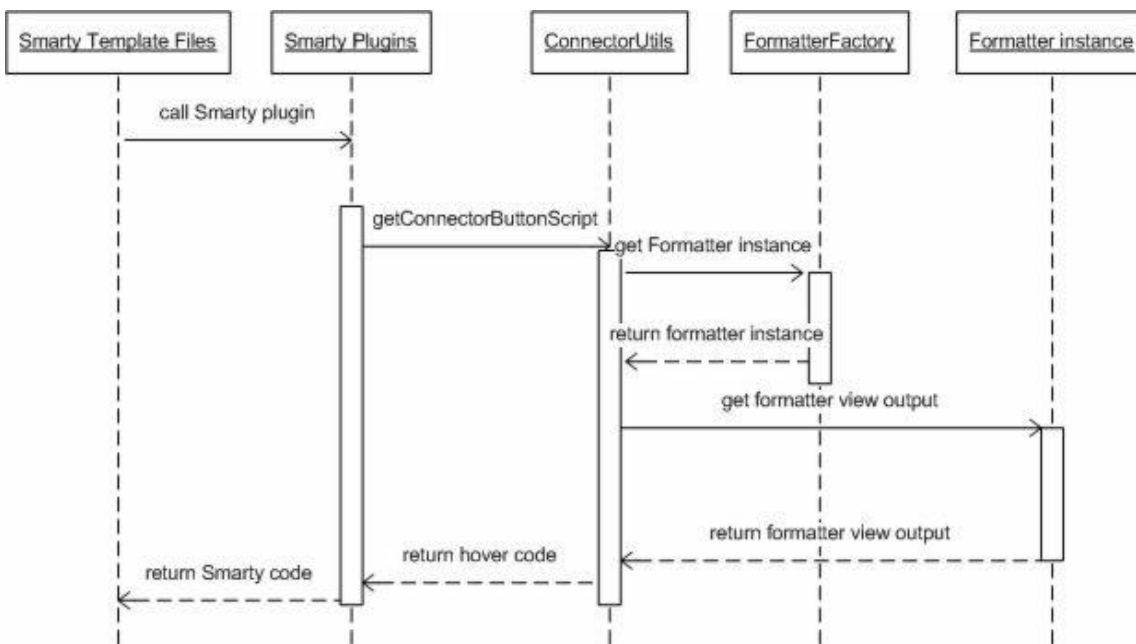 Smarty Template Files
Smarty Plugins
ConnectorUtils
FormatterFactory
Formatter instance
call Smarty plugin
getConnectorButtonScript
get Formatter instance
return formatter instance
get formatter view output
return formatter view output
return hover code
return Smarty code